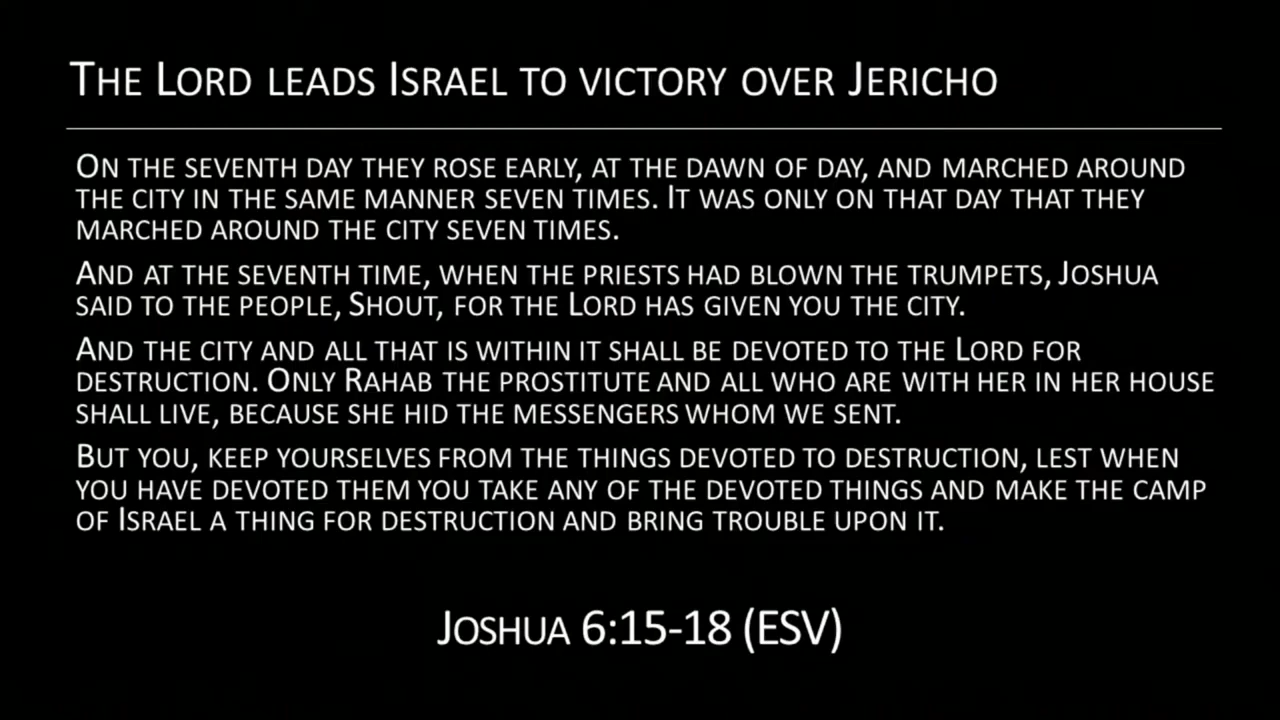 The Lord leads Israel to victory over Jericho
On the seventh day they rose early, at the dawn of day, and marched around
the city in the same manner seven times. It was only on that day that they
marched around the city seven times.
And at the seventh time, when the priests had blown the trumpets, Joshua
said to the people, Shout, for the Lord has given you the city.
And the city and all that is within it shall be devoted to the Lord for
destruction. Only Rahab the prostitute and all who are with her in her house
shall live, because she hid the messengers whom we sent.
But you, keep yourselves from the things devoted to destruction, lest when
you have devoted them you take any of the devoted things and make the camp
of Israel a thing for destruction and bring trouble upon it.
Joshua 6:15-18 (ESV)